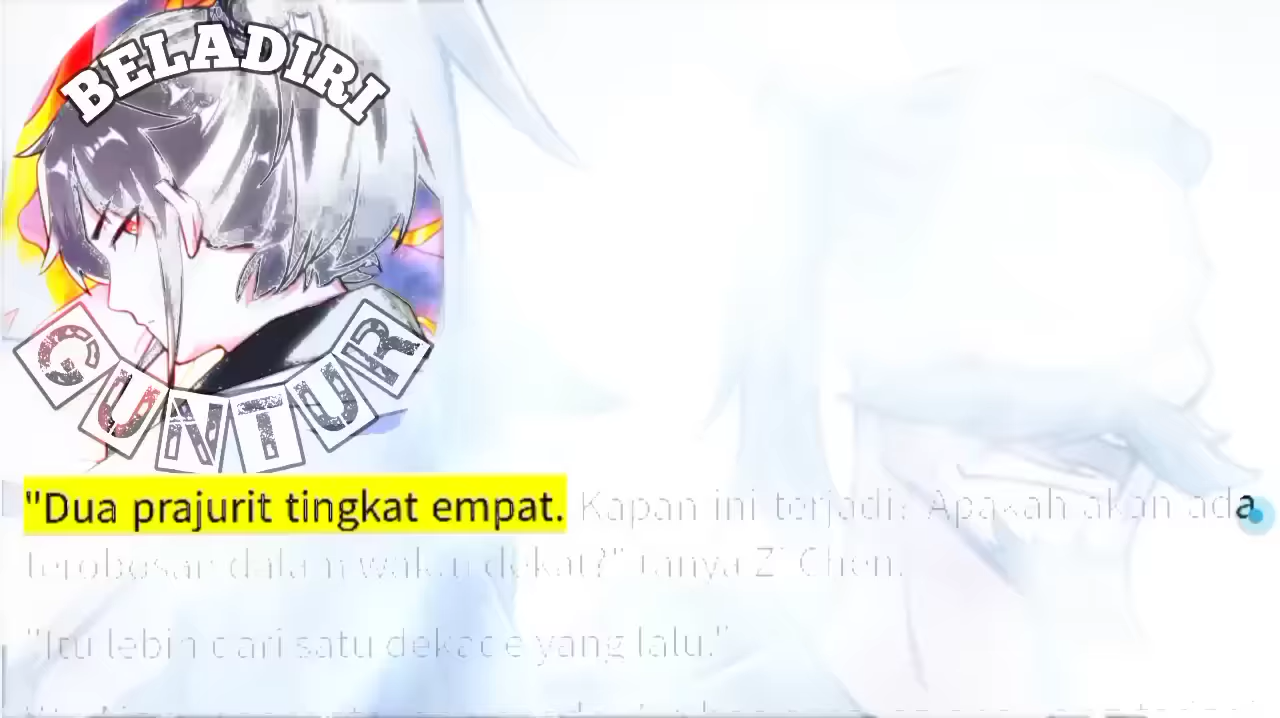 BELADIRI
GUNTUR
"Dua prajurit tingkat empat. Kapan ini terjadi? Apakah akan ada
terobosan dalam waktu dekat?" tanya Zi Chen.
"Itu lebih dari satu dekade yang lalu."